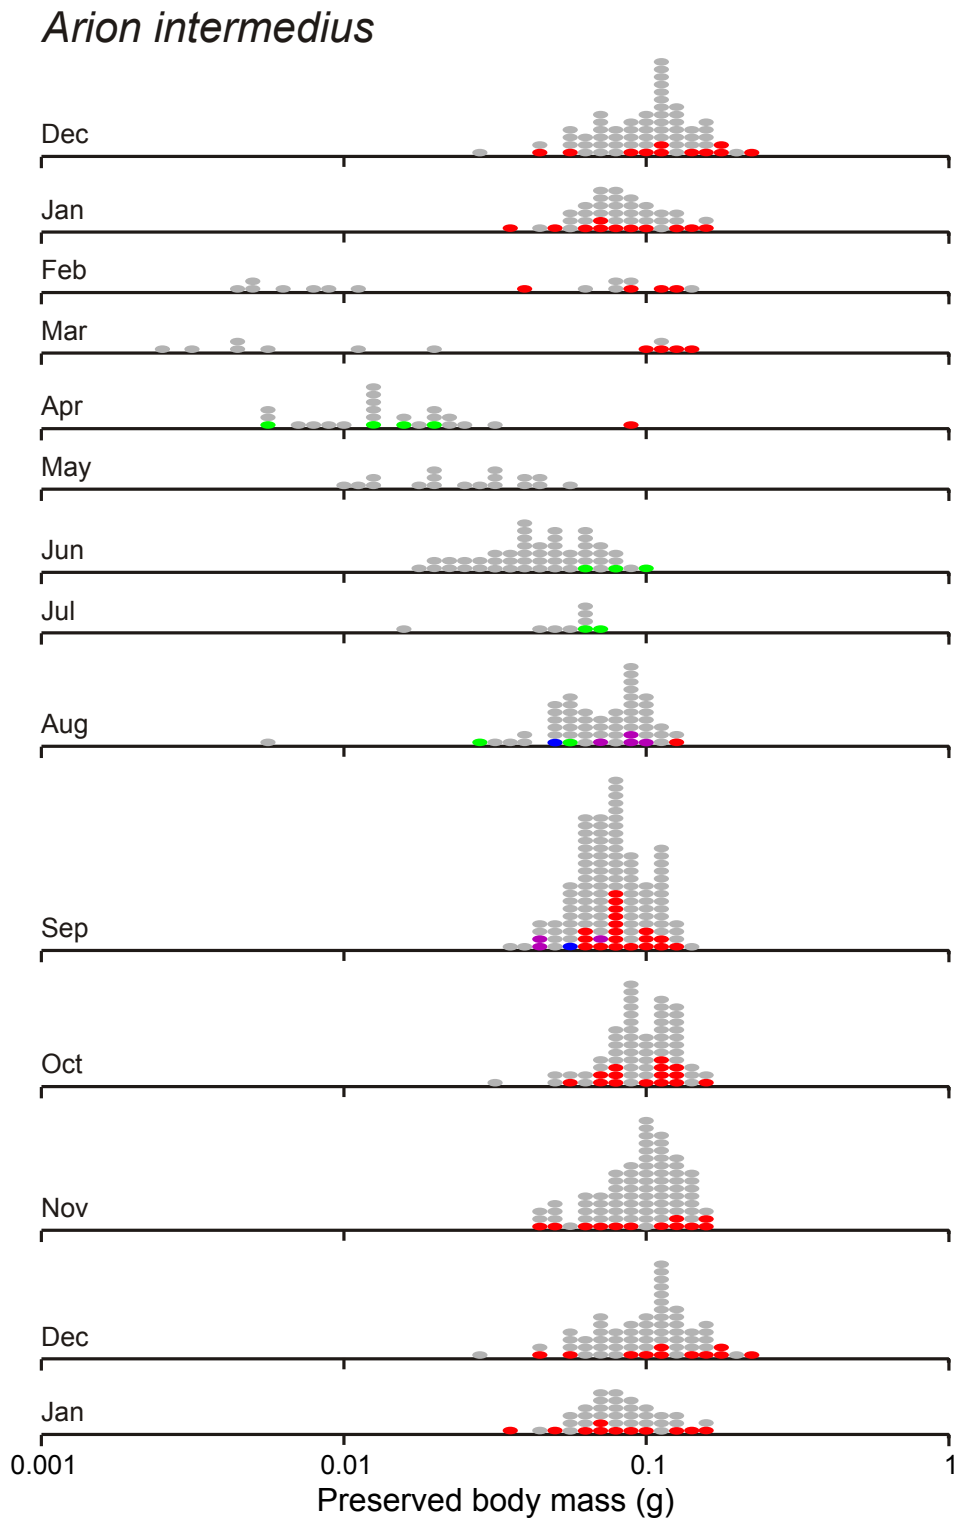 Arion intermedius
Dec
Jan
Feb
Mar
Apr
May
Jun
Jul
Aug
Sep
Oct
Nov
Dec
Jan
0.001 0.01 0.1 1
Preserved body mass (g)